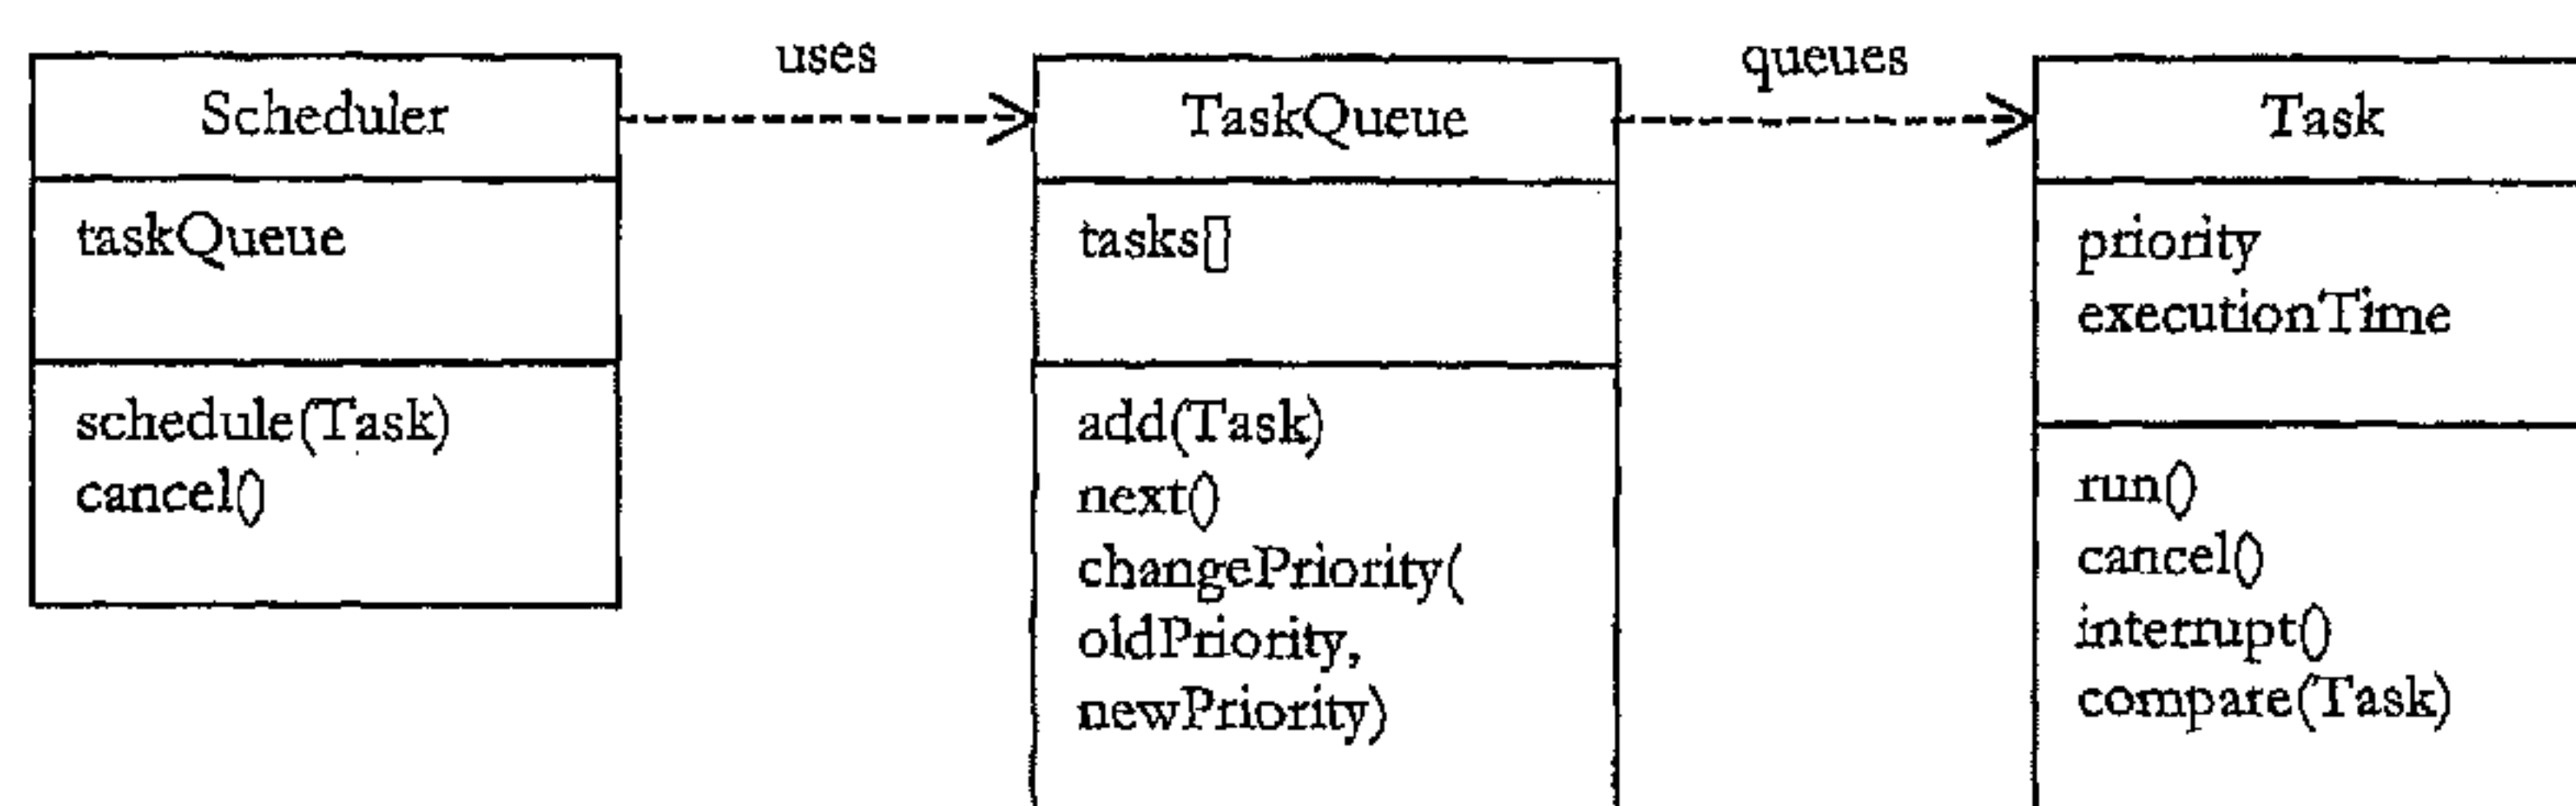 uses
queues
Scheduler
taskQueue
schedule(Task)
cancel()
TaskQueue
tasks[]
add(Task)
next()
changePriority(
oldPriority,
newPriority)
Task
priority
executionTime
run()
cancel()
interrupt()
compare(Task)